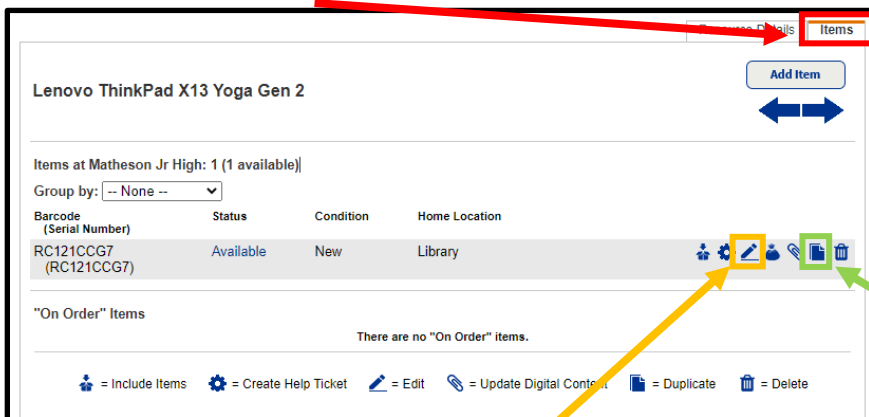 Details Items
Add Item
Lenovo ThinkPad X13 Yoga Gen 2
Items at Matheson Jr High: 1 (1 available)
Group by: -- None --
Barcode Status Condition Home Location
(Serial Number)
RC121CCG7 Available New Library
(RC121CCG7)
"On Order" Items
There are no "On Order" items.
= Include Items = Create Help Ticket = Edit = Update Digital Content = Duplicate = Delete